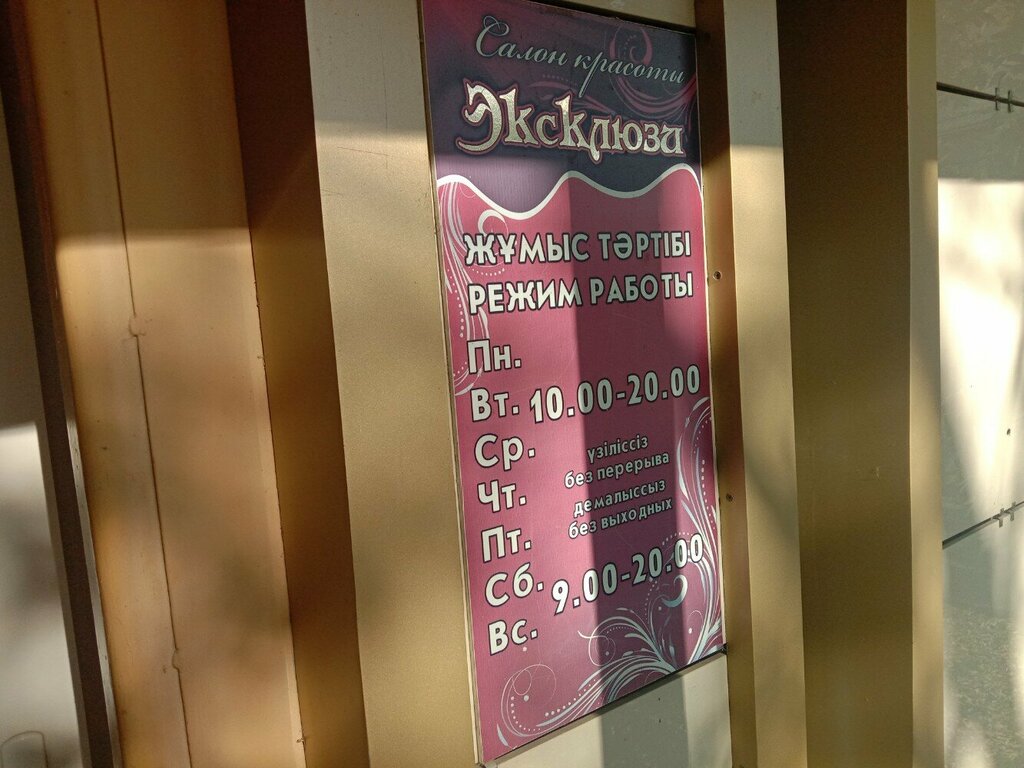 Салон красоты
Эксклюзи
ЖҰМЫС ТӘРТІБІ
РЕЖИМ РАБОТЫ
Пн.
Вт. 10.00-20.00
Ср.
үзіліссіз
без перерыва
Чт.
демалыссыз
без выходных
Пт.
Сб. 9.00-20.00
Вс.